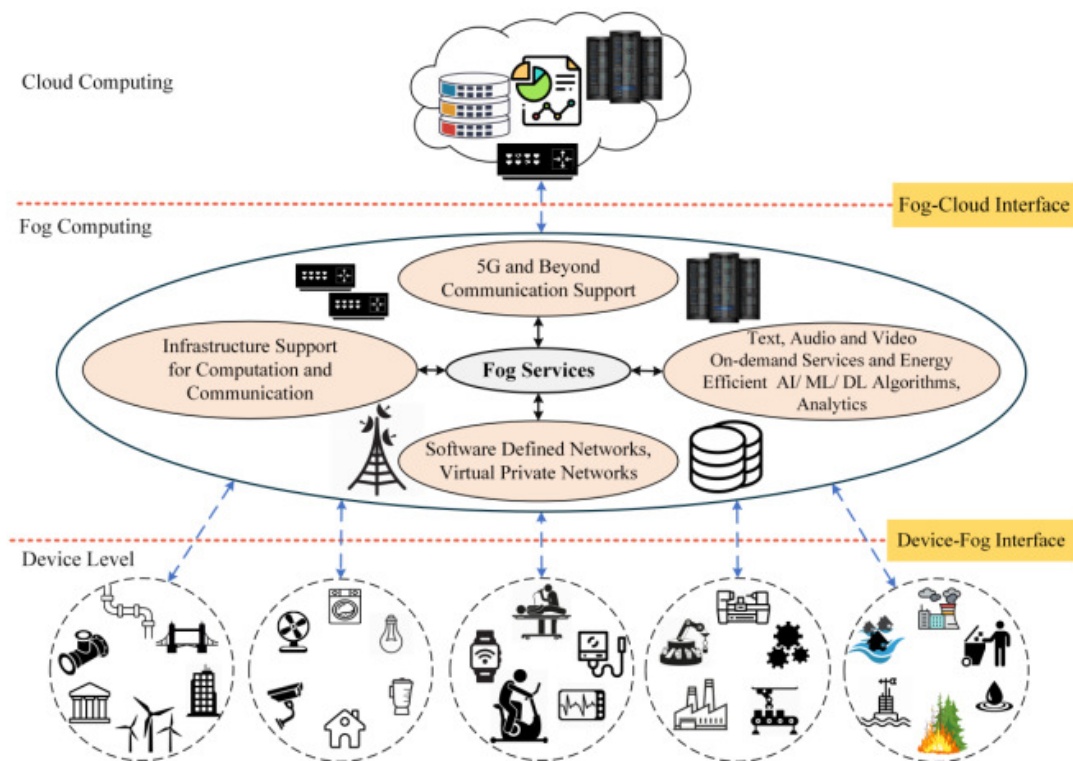 Cloud Computing
Fog-Cloud Interface
Fog Computing
5G and Beyond
Communication Support
Infrastructure Support
for Computation and
Communication
Fog Services
Text, Audio and Video
On-demand Services and Energy
Efficient AI/ ML/ DL Algorithms,
Analytics
Software Defined Networks,
Virtual Private Networks
Device-Fog Interface
Device Level